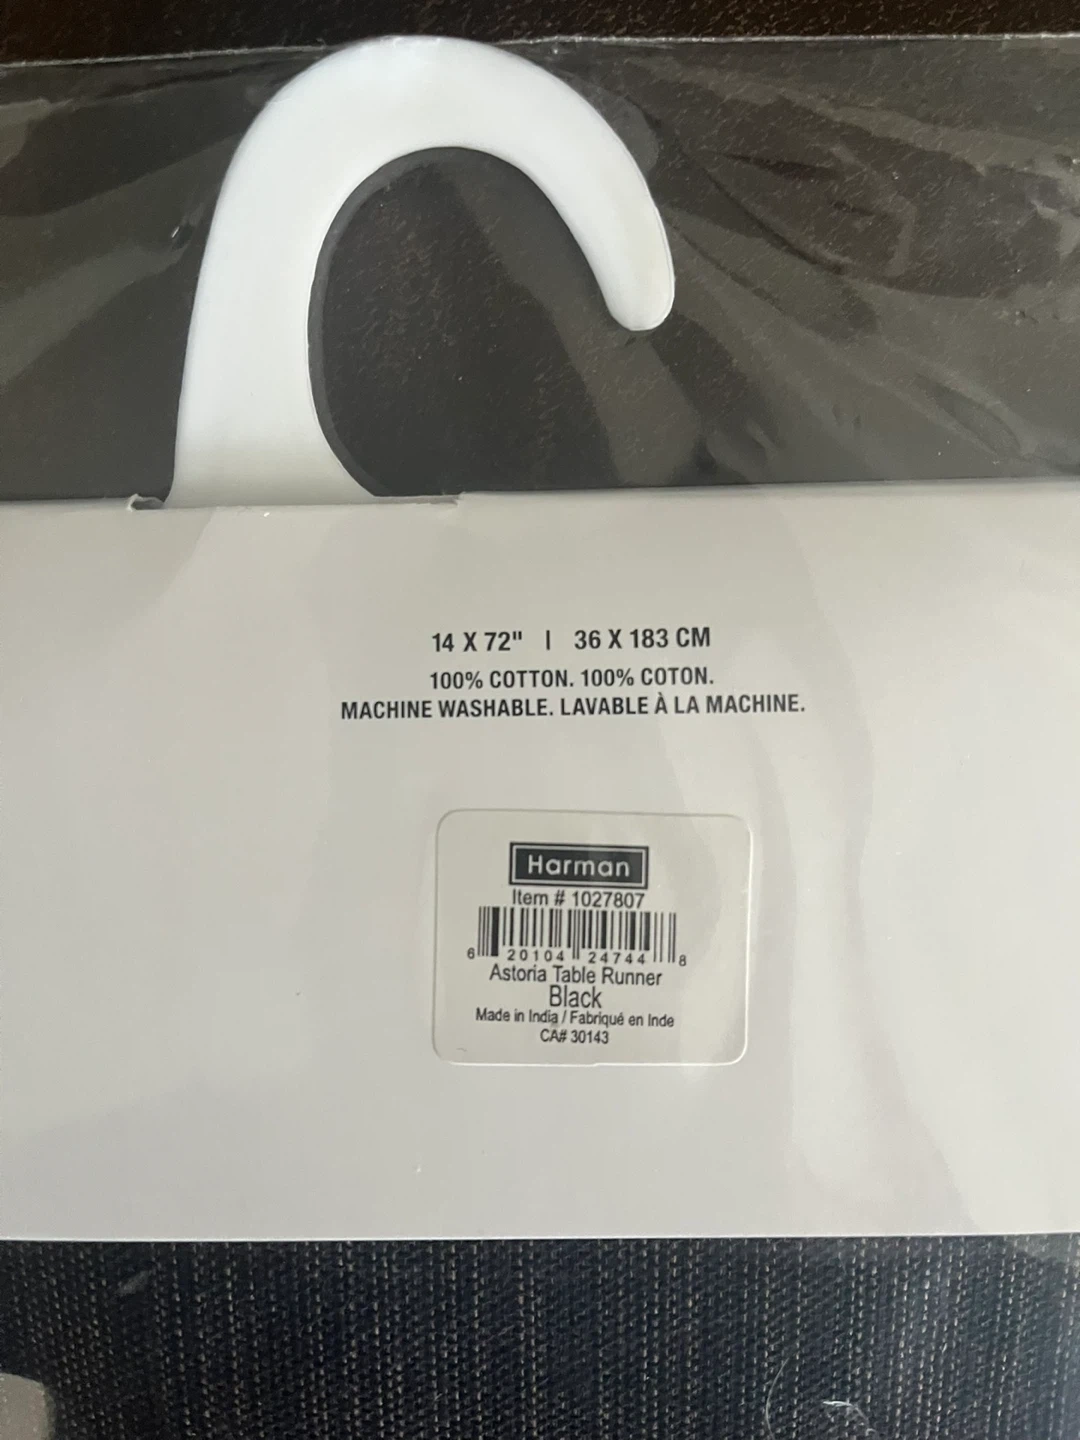 14 X 72" | 36 X 183 CM
100% COTTON. 100% COTON.
MACHINE WASHABLE. LAVABLE À LA MACHINE.
Harman
Item # 1027807
6 20104 24744 8
Astoria Table Runner
Black
Made in India / Fabriqué en Inde
CA# 30143